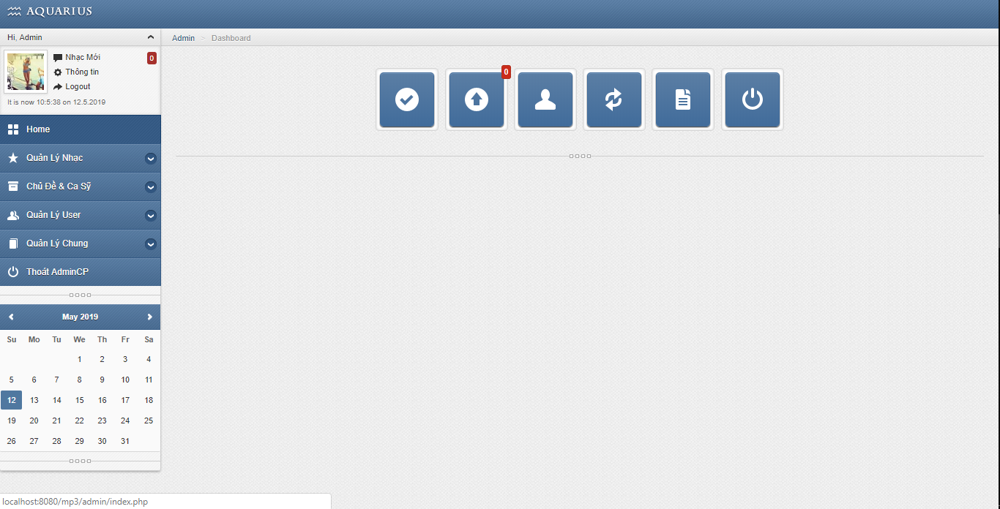 AQUARIUS
Hi, Admin
Admin > Dashboard
Nhạc Mới 0
Thông tin
Logout
It is now 10:5:38 on 12.5.2019
0
Home
Quản Lý Nhạc
Chủ Đề & Ca Sỹ
Quản Lý User
Quản Lý Chung
Thoát AdminCP
May 2019
Su Mo Tu We Th Fr Sa
1 2 3 4
5 6 7 8 9 10 11
12 13 14 15 16 17 18
19 20 21 22 23 24 25
26 27 28 29 30 31
localhost:8080/mp3/admin/index.php